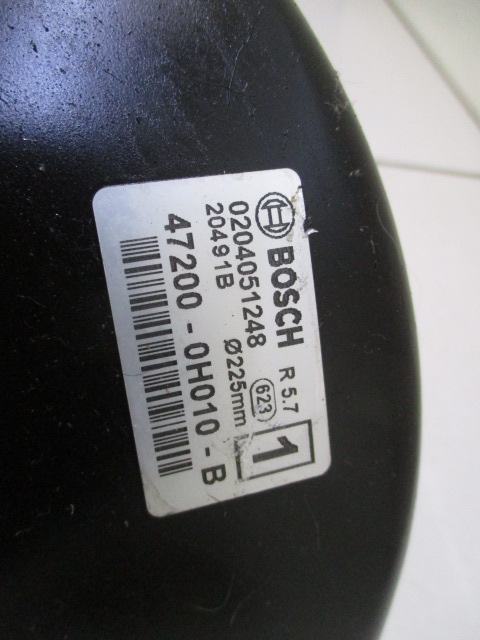 BOSCH R 5.7
0204051248 623
20491B Ø225mm 1
47200 - 0H010 - B